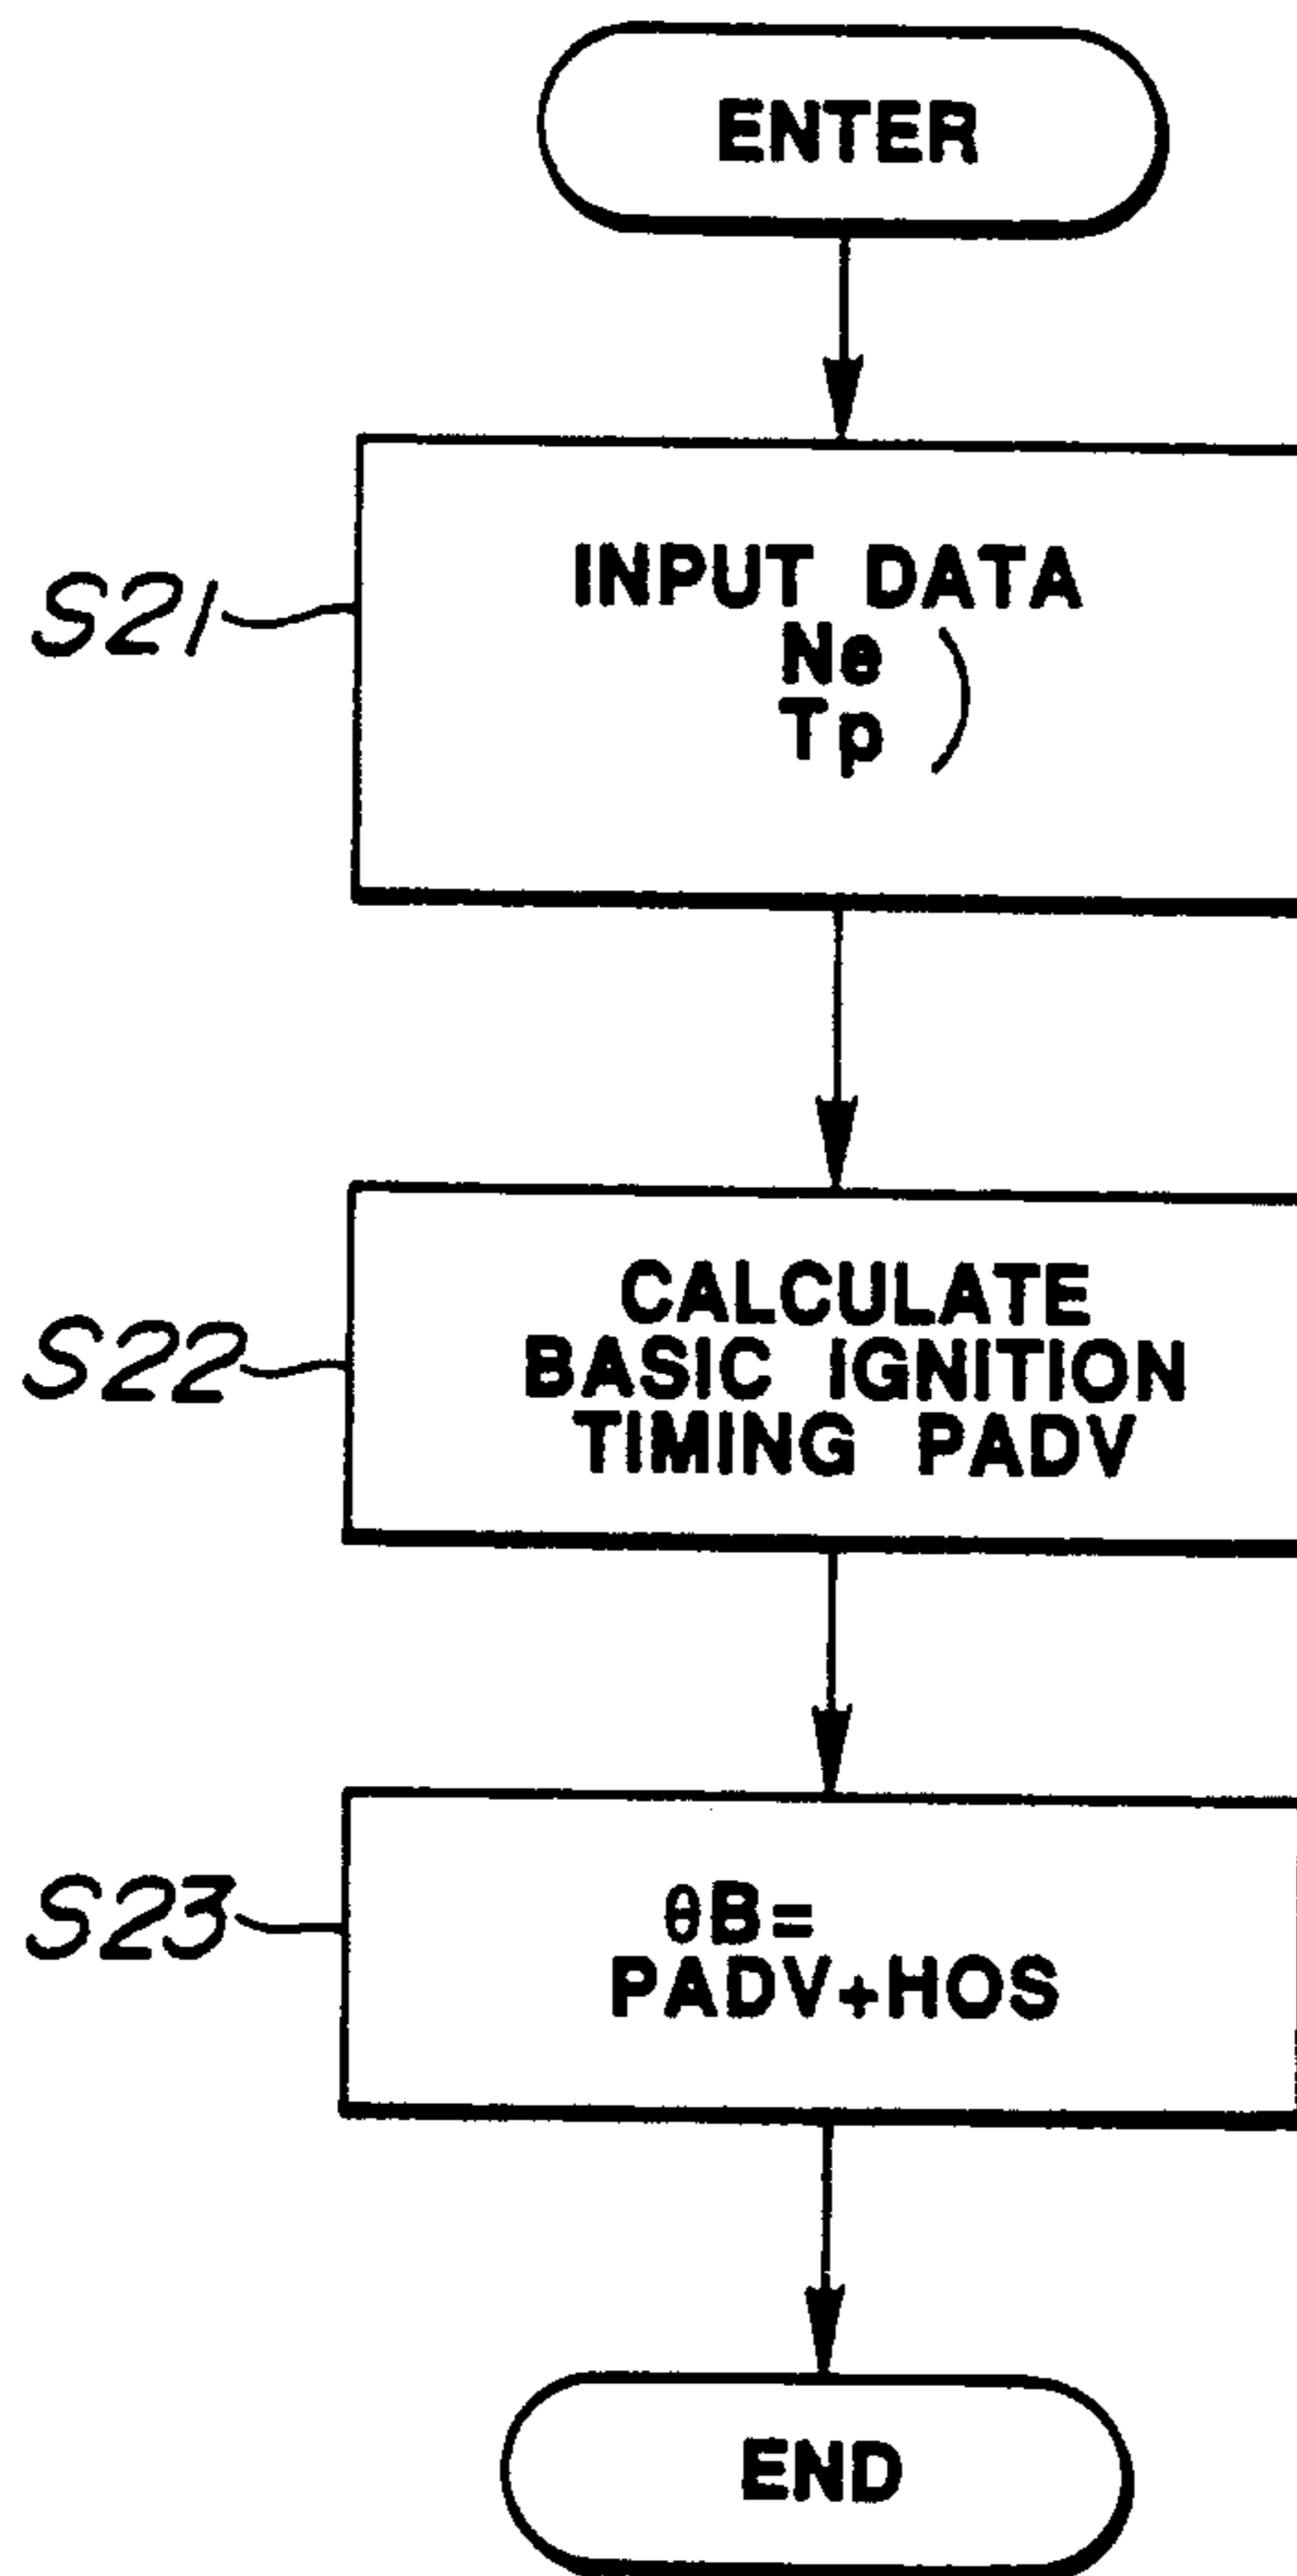 ENTER
S21
INPUT DATA
Ne
Tp
S22
CALCULATE
BASIC IGNITION
TIMING PADV
S23
θB=
PADV+HOS
END